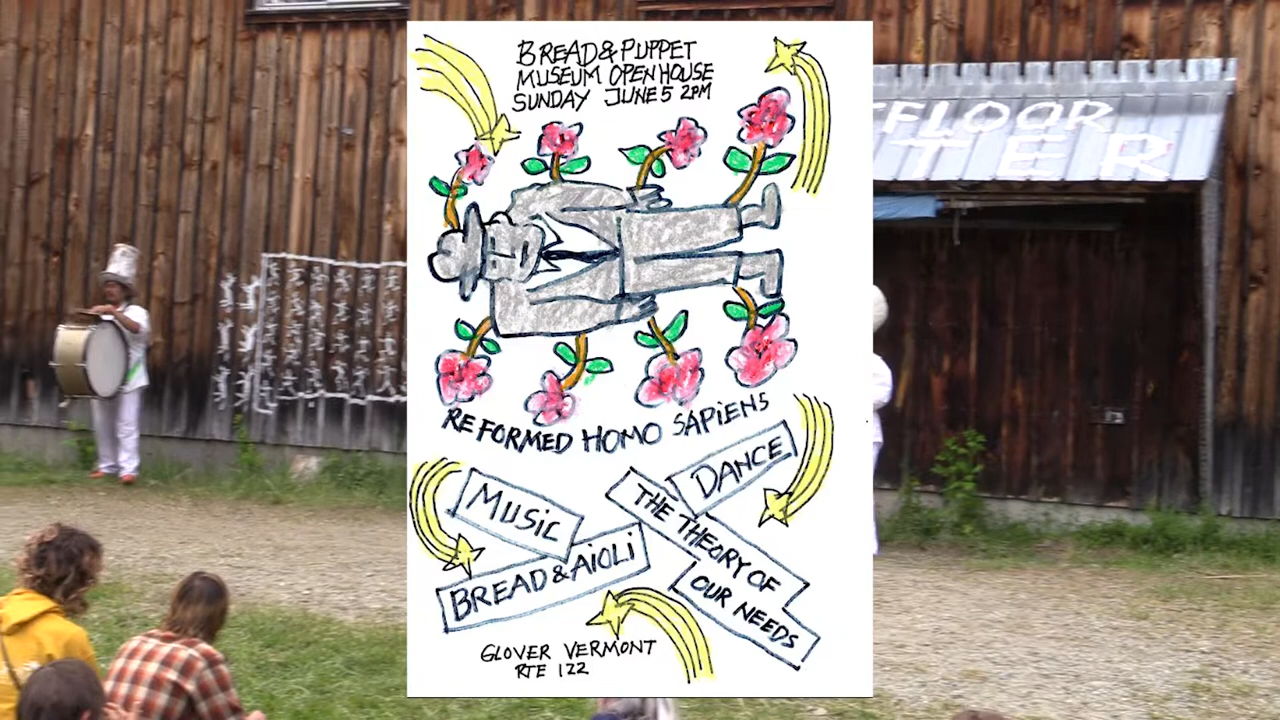 BREAD & PUPPET
MUSEUM OPEN HOUSE
SUNDAY JUNE 5 2PM
FLOOR
TER
REFORMED HOMO SAPIENS
MUSIC
DANCE
THE THEORY OF
OUR NEEDS
BREAD & AIOLI
GLOVER VERMONT
RTE 122